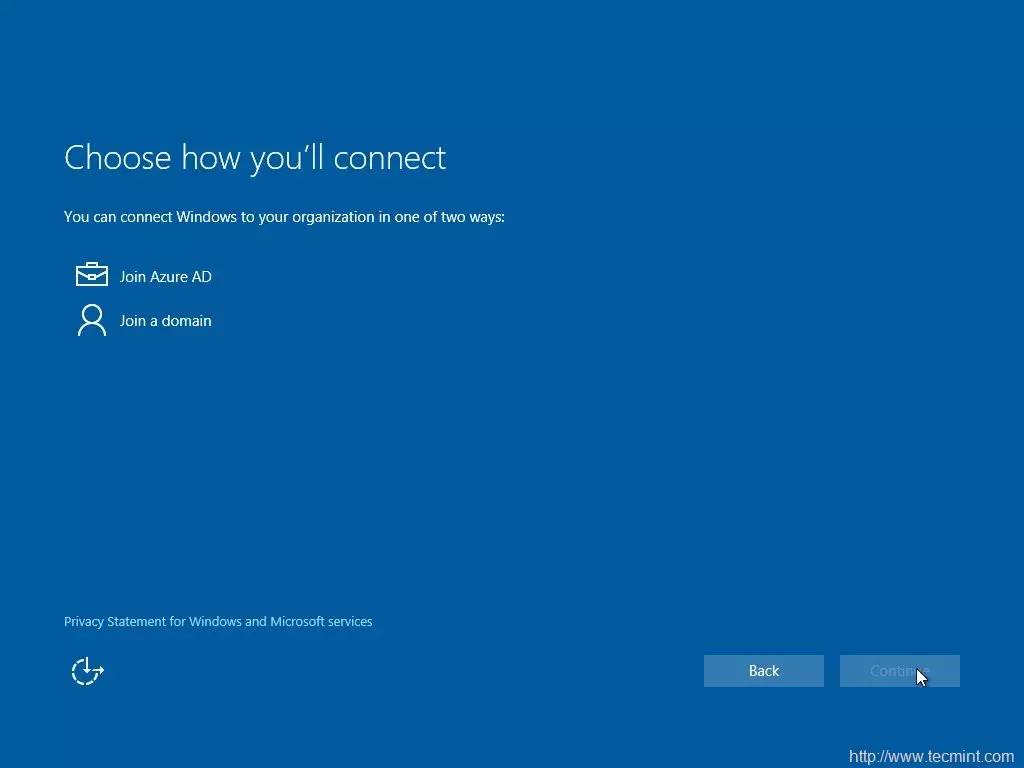 Choose how you'll connect
You can connect Windows to your organization in one of two ways:
Join Azure AD
Join a domain
Privacy Statement for Windows and Microsoft services
Back
Continue
http://www.tecmint.com